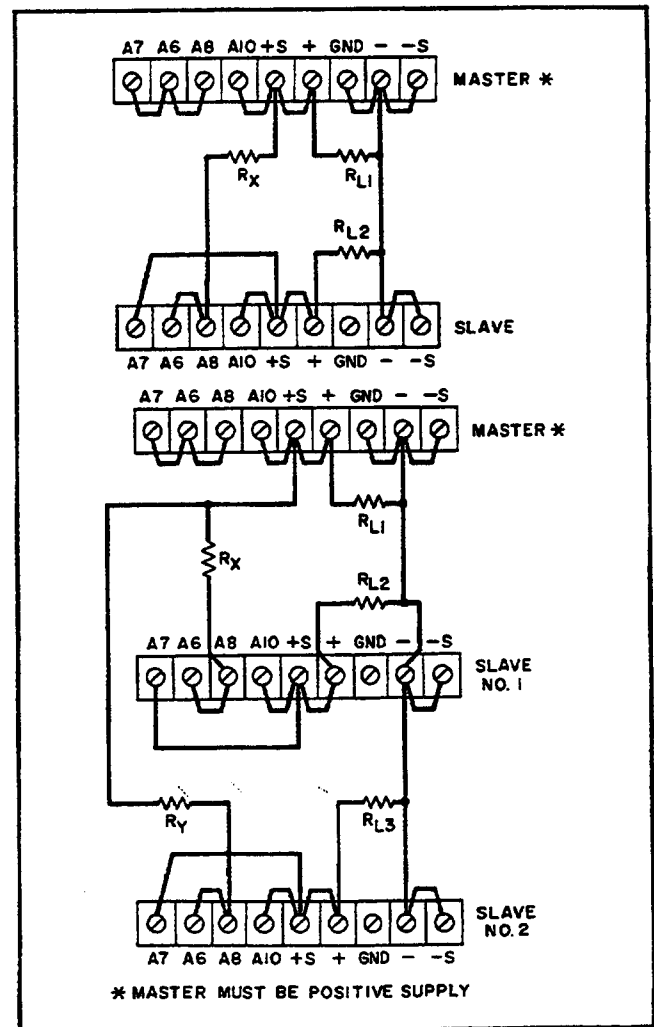 A7 A6 A8 A10 +S + GND - -S
MASTER *
RX
RL1
RL2
SLAVE
A7 A6 A8 A10 +S + GND - -S
A7 A6 A8 A10 +S + GND - -S
MASTER *
RL1
RX
RL2
A7 A6 A8 A10 +S + GND - -S
SLAVE
NO. 1
RY
RL3
SLAVE
NO. 2
A7 A6 A8 A10 +S + GND - -S
* MASTER MUST BE POSITIVE SUPPLY